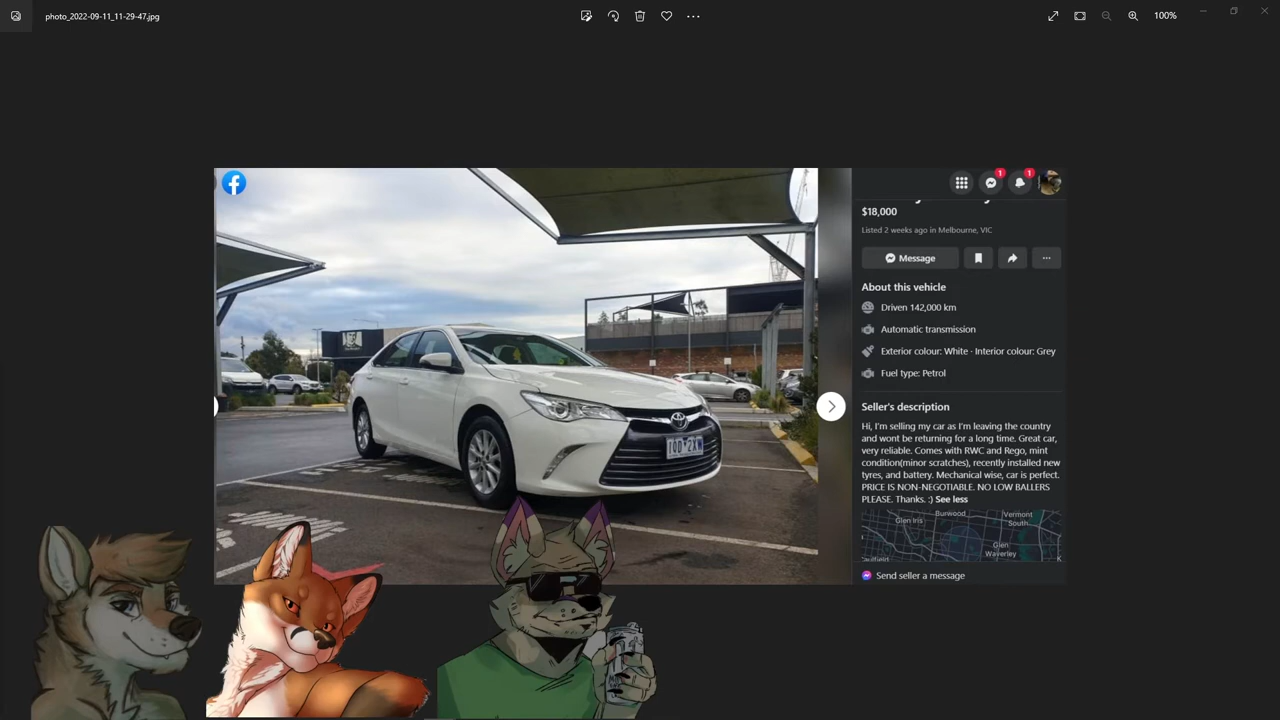 photo_2022-09-11_11-29-47.jpg
100%
1
1
$18,000
Listed 2 weeks ago in Melbourne, VIC
Message
About this vehicle
Driven 142,000 km
Automatic transmission
Exterior colour: White · Interior colour: Grey
Fuel type: Petrol
Seller's description
Hi, I'm selling my car as I'm leaving the country
and wont be returning for a long time. Great car,
very reliable. Comes with RWC and Rego, mint
condition(minor scratches), recently installed new
tyres, and battery. Mechanical wise, car is perfect.
PRICE IS NON-NEGOTIABLE. NO LOW BALLERS
PLEASE. Thanks. :) See less
Glen Iris
Burwood
Vermont
South
Glen
Waverley
Send seller a message